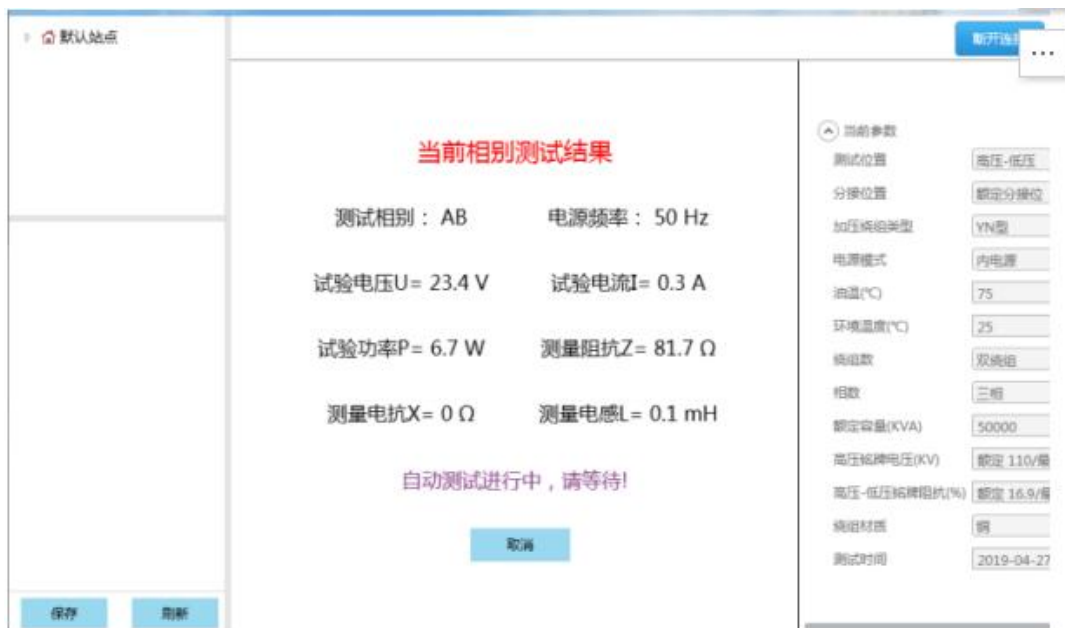 默认站点
断开连
...
当前相别测试结果
测试相别： AB 电源频率： 50 Hz
试验电压U= 23.4 V 试验电流I= 0.3 A
试验功率P= 6.7 W 测量阻抗Z= 81.7 Ω
测量电抗X= 0 Ω 测量电感L= 0.1 mH
自动测试进行中，请等待!
取消
保存 刷新
当前参数
测试位置 高压-低压
分接位置 额定分接位
加压绕组类型 YN型
电源模式 内电源
油温(℃) 75
环境温度(℃) 25
绕组数 双绕组
相数 三相
额定容量(KVA) 50000
高压铭牌电压(KV) 额定 110/最
高压-低压铭牌阻抗(%) 额定 16.9/最
绕组材质 铜
测试时间 2019-04-27